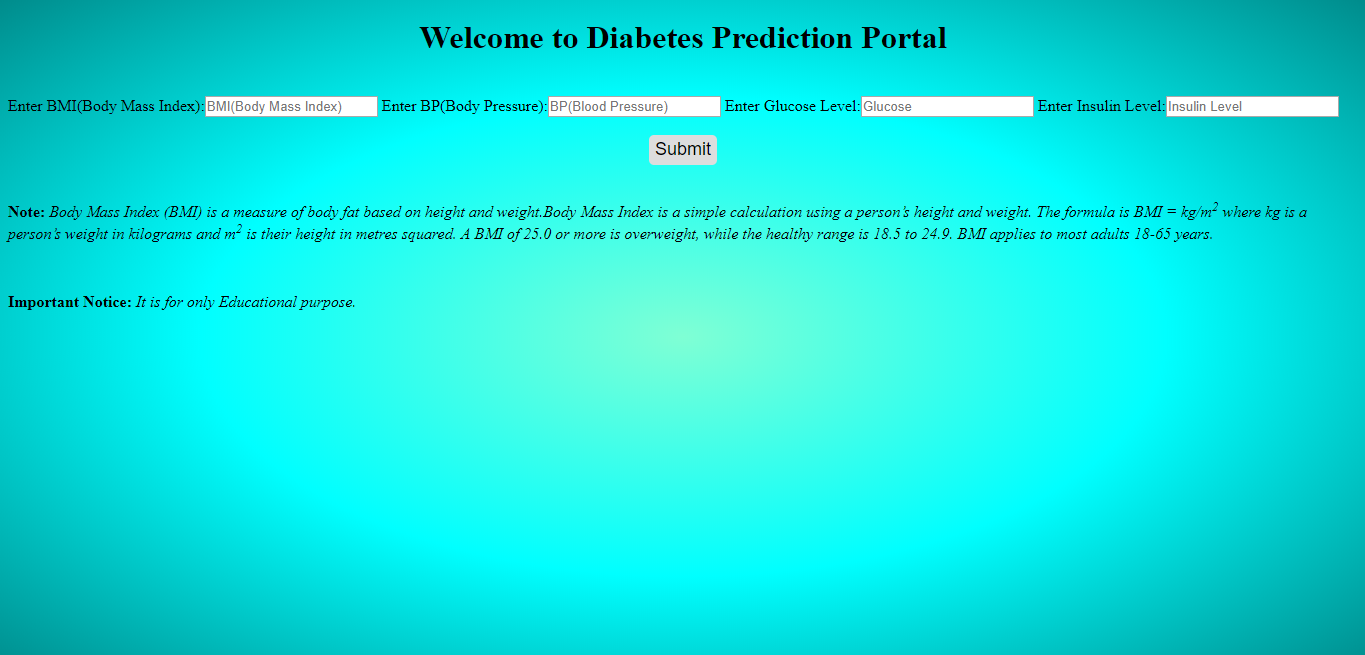 Welcome to Diabetes Prediction Portal
Enter BMI(Body Mass Index): BMI(Body Mass Index) Enter BP(Body Pressure): BP(Blood Pressure) Enter Glucose Level: Glucose Enter Insulin Level: Insulin Level
Submit
Note: Body Mass Index (BMI) is a measure of body fat based on height and weight.Body Mass Index is a simple calculation using a person's height and weight. The formula is BMI = kg/m² where kg is a
person's weight in kilograms and m² is their height in metres squared. A BMI of 25.0 or more is overweight, while the healthy range is 18.5 to 24.9. BMI applies to most adults 18-65 years.
Important Notice: It is for only Educational purpose.